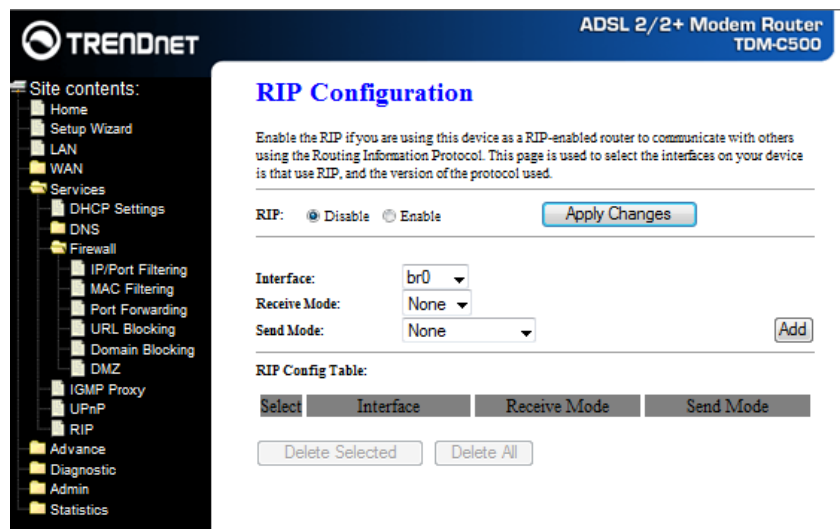 TRENDNET
ADSL 2/2+ Modem Router
TDM-C500
Site contents:
Home
Setup Wizard
LAN
WAN
Services
DHCP Settings
DNS
Firewall
IP/Port Filtering
MAC Filtering
Port Forwarding
URL Blocking
Domain Blocking
DMZ
IGMP Proxy
UPnP
RIP
Advance
Diagnostic
Admin
Statistics
RIP Configuration
Enable the RIP if you are using this device as a RIP-enabled router to communicate with others
using the Routing Information Protocol. This page is used to select the interfaces on your device
is that use RIP, and the version of the protocol used.
RIP: Disable Enable Apply Changes
Interface: br0
Receive Mode: None
Send Mode: None Add
RIP Config Table:
Select Interface Receive Mode Send Mode
Delete Selected Delete All